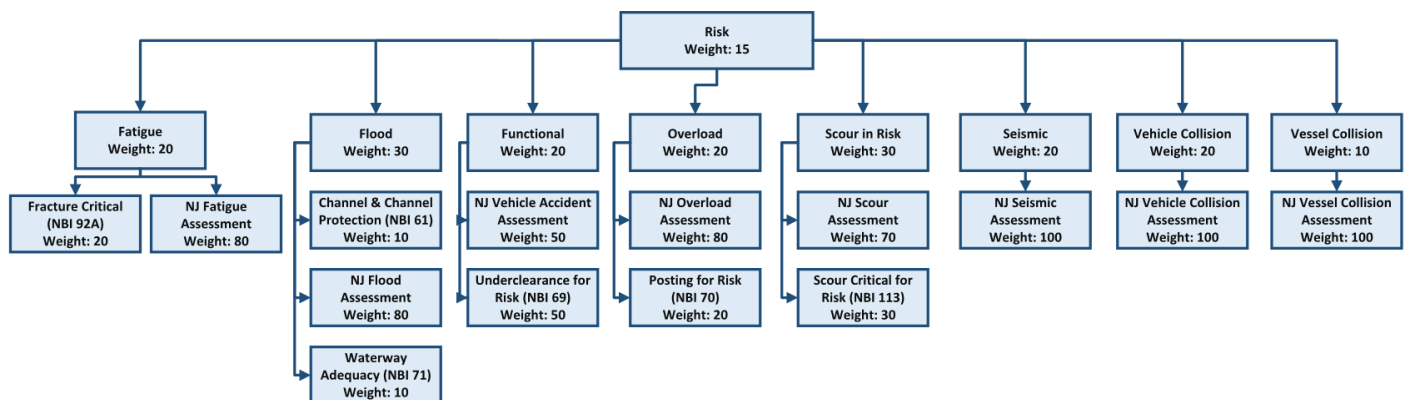 Risk
Weight: 15
Fatigue
Weight: 20
Flood
Weight: 30
Functional
Weight: 20
Overload
Weight: 20
Scour in Risk
Weight: 30
Seismic
Weight: 20
Vehicle Collision
Weight: 20
Vessel Collision
Weight: 10
Fracture Critical
(NBI 92A)
Weight: 20
NJ Fatigue
Assessment
Weight: 80
Channel & Channel
Protection (NBI 61)
Weight: 10
NJ Vehicle Accident
Assessment
Weight: 50
NJ Overload
Assessment
Weight: 80
NJ Scour
Assessment
Weight: 70
NJ Seismic
Assessment
Weight: 100
NJ Vehicle Collision
Assessment
Weight: 100
NJ Vessel Collision
Assessment
Weight: 100
NJ Flood
Assessment
Weight: 80
Underclearance for
Risk (NBI 69)
Weight: 50
Posting for Risk
(NBI 70)
Weight: 20
Scour Critical for
Risk (NBI 113)
Weight: 30
Waterway
Adequacy (NBI 71)
Weight: 10